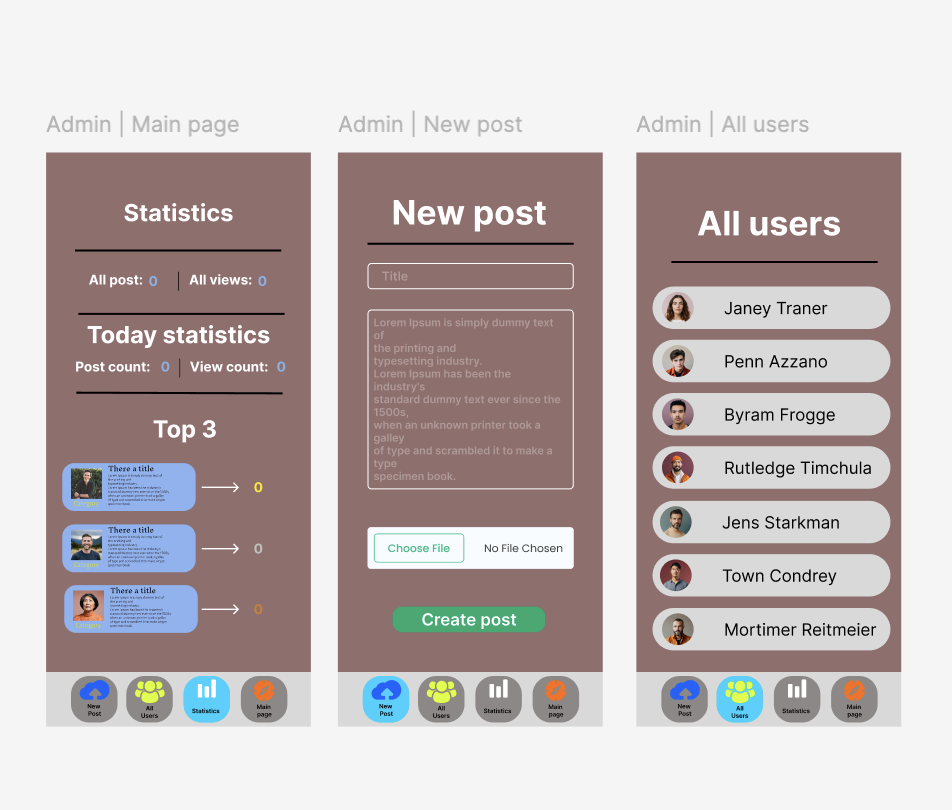 Admin | Main page
Statistics
All post: 0
All views: 0
Today statistics
Post count: 0
View count: 0
Top 3
There a title
Category
0
There a title
Category
0
There a title
Category
0
New
Post
All
Users
Statistics
Main
page
Admin | New post
New post
Title
Lorem Ipsum is simply dummy text
of
the printing and
typesetting industry.
Lorem Ipsum has been the
industry's
standard dummy text ever since the
1500s,
when an unknown printer took a
galley
of type and scrambled it to make a
type
specimen book.
Choose File
No File Chosen
Create post
New
Post
All
Users
Statistics
Main
page
Admin | All users
All users
Janey Traner
Penn Azzano
Byram Frogge
Rutledge Timchula
Jens Starkman
Town Condrey
Mortimer Reitmeier
New
Post
All
Users
Statistics
Main
page